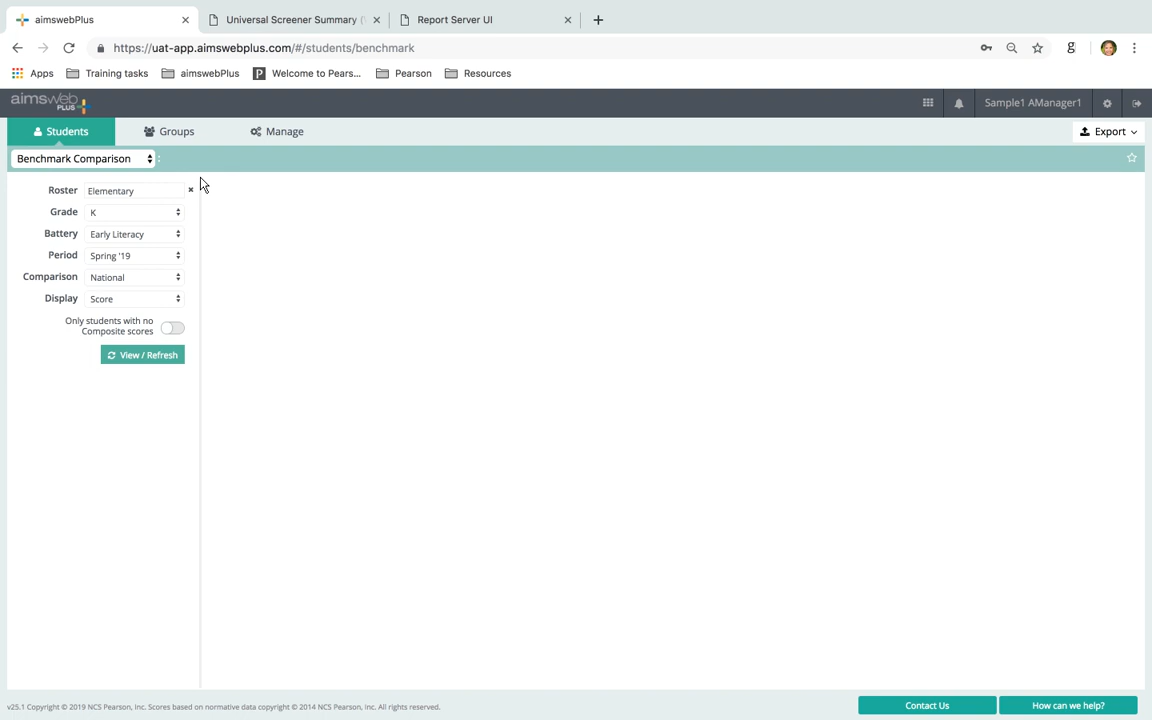 aimswebPlus
Universal Screener Summary (
Report Server UI
https://uat-app.aimswebplus.com/#/students/benchmark
Apps
Training tasks
aimswebPlus
Welcome to Pears...
Pearson
Resources
aimsweb
PLUS
Sample1 AManager1
Students
Groups
Manage
Export
Benchmark Comparison :
Roster Elementary
Grade K
Battery Early Literacy
Period Spring '19
Comparison National
Display Score
Only students with no
Composite scores
View / Refresh
v25.1 Copyright © 2019 NCS Pearson, Inc. Scores based on normative data copyright © 2014 NCS Pearson, Inc. All rights reserved.
Contact Us
How can we help?